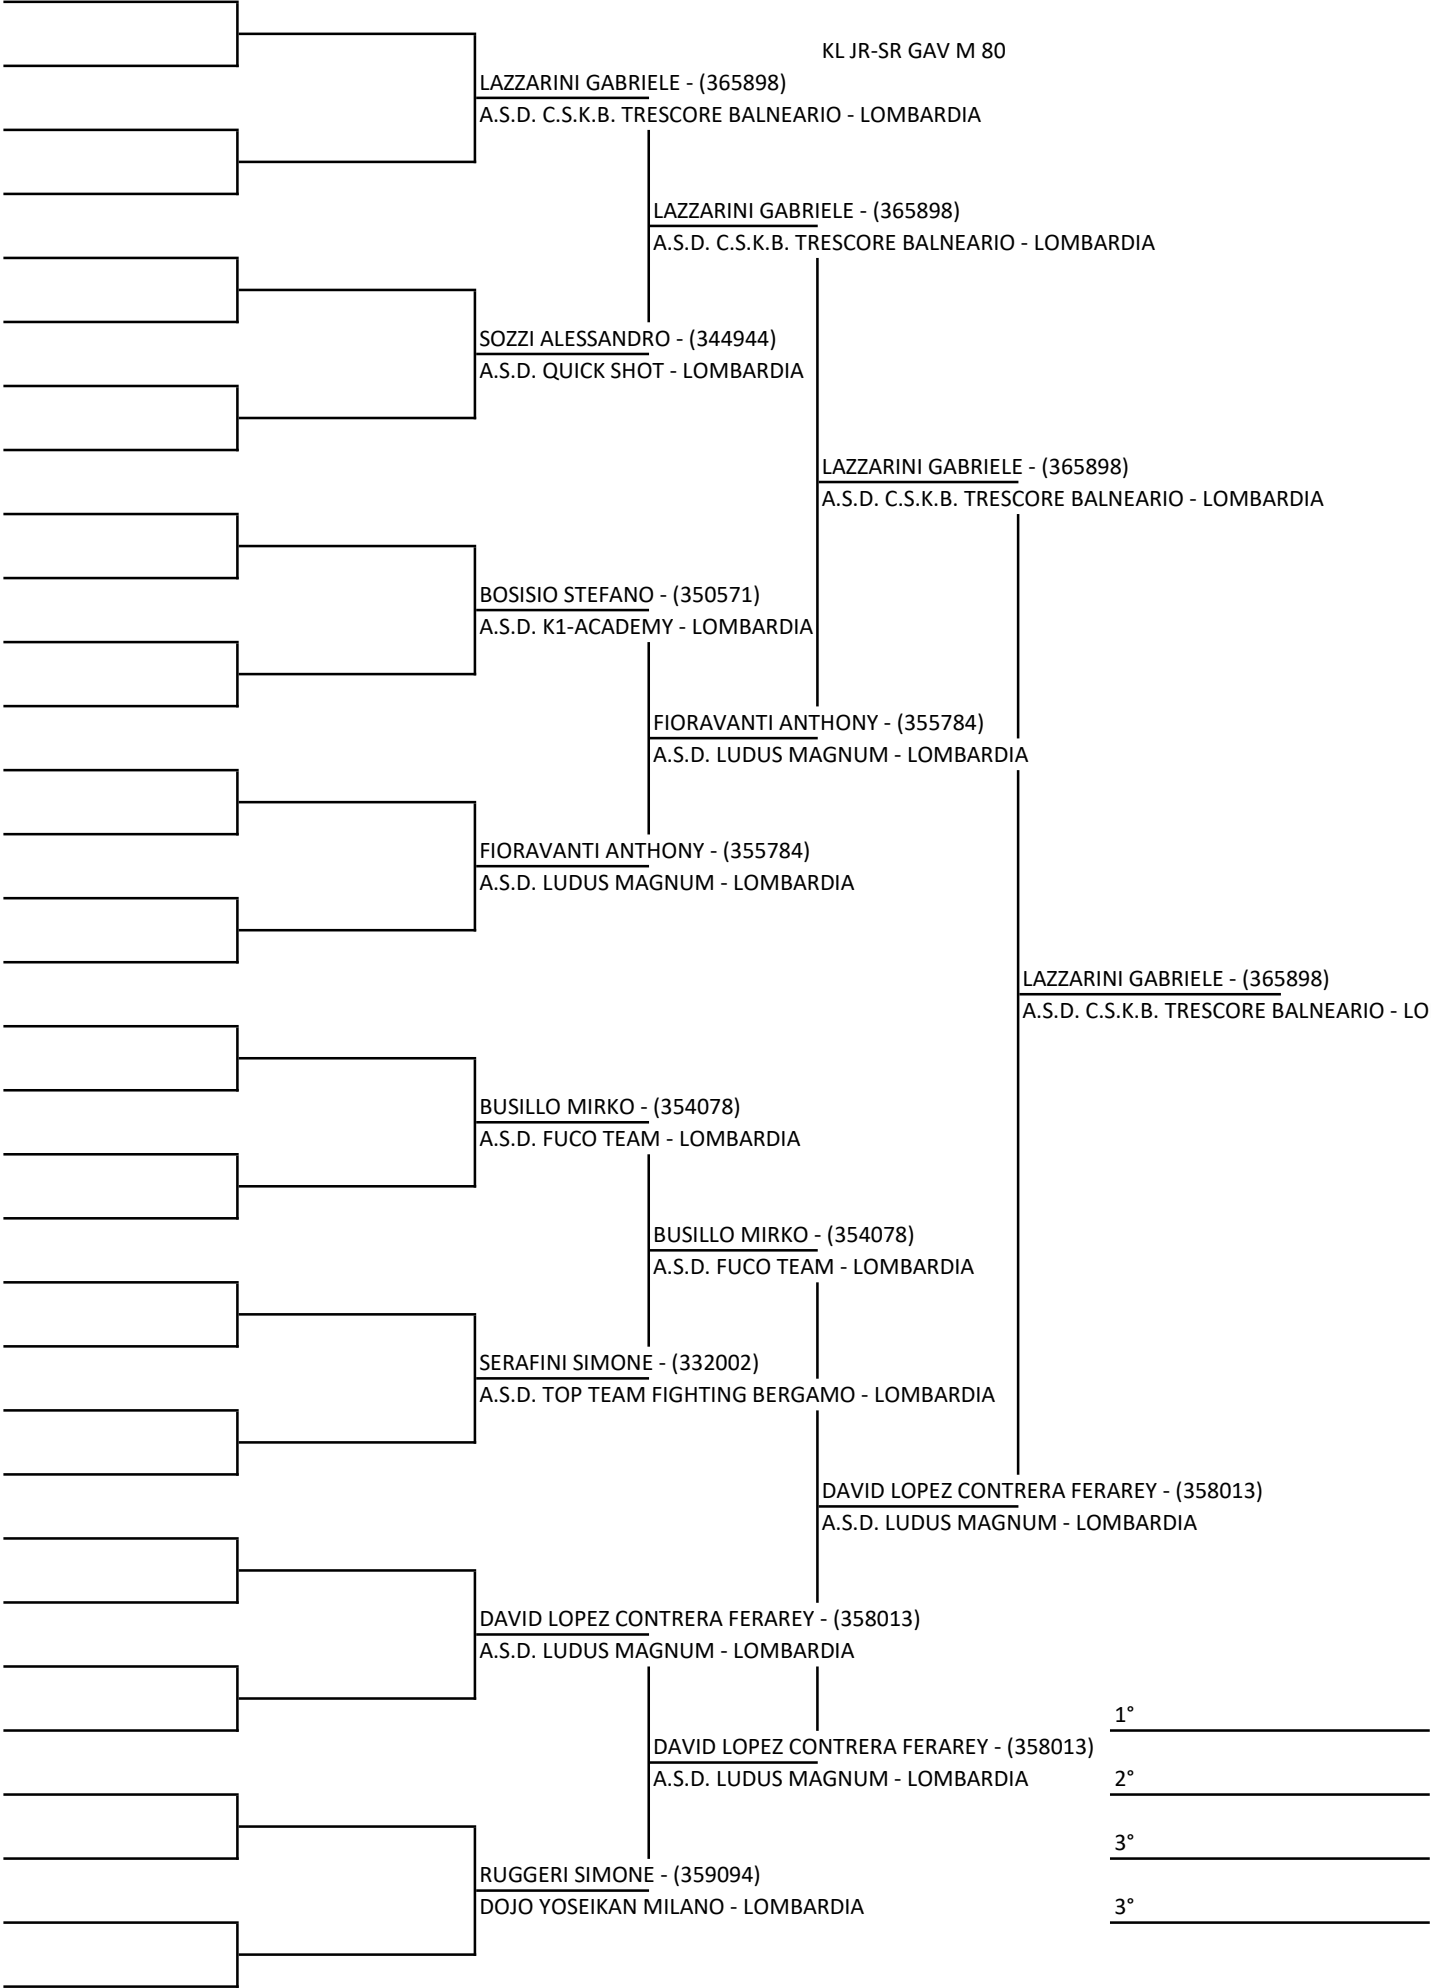 KL JR-SR GAV M 80
LAZZARINI GABRIELE - (365898)
A.S.D. C.S.K.B. TRESCORE BALNEARIO - LOMBARDIA
LAZZARINI GABRIELE - (365898)
A.S.D. C.S.K.B. TRESCORE BALNEARIO - LOMBARDIA
SOZZI ALESSANDRO - (344944)
A.S.D. QUICK SHOT - LOMBARDIA
LAZZARINI GABRIELE - (365898)
A.S.D. C.S.K.B. TRESCORE BALNEARIO - LOMBARDIA
BOSISIO STEFANO - (350571)
A.S.D. K1-ACADEMY - LOMBARDIA
FIORAVANTI ANTHONY - (355784)
A.S.D. LUDUS MAGNUM - LOMBARDIA
FIORAVANTI ANTHONY - (355784)
A.S.D. LUDUS MAGNUM - LOMBARDIA
LAZZARINI GABRIELE - (365898)
A.S.D. C.S.K.B. TRESCORE BALNEARIO - LO
BUSILLO MIRKO - (354078)
A.S.D. FUCO TEAM - LOMBARDIA
BUSILLO MIRKO - (354078)
A.S.D. FUCO TEAM - LOMBARDIA
SERAFINI SIMONE - (332002)
A.S.D. TOP TEAM FIGHTING BERGAMO - LOMBARDIA
DAVID LOPEZ CONTRERA FERAREY - (358013)
A.S.D. LUDUS MAGNUM - LOMBARDIA
DAVID LOPEZ CONTRERA FERAREY - (358013)
A.S.D. LUDUS MAGNUM - LOMBARDIA
1°
DAVID LOPEZ CONTRERA FERAREY - (358013)
A.S.D. LUDUS MAGNUM - LOMBARDIA
2°
3°
RUGGERI SIMONE - (359094)
DOJO YOSEIKAN MILANO - LOMBARDIA
3°